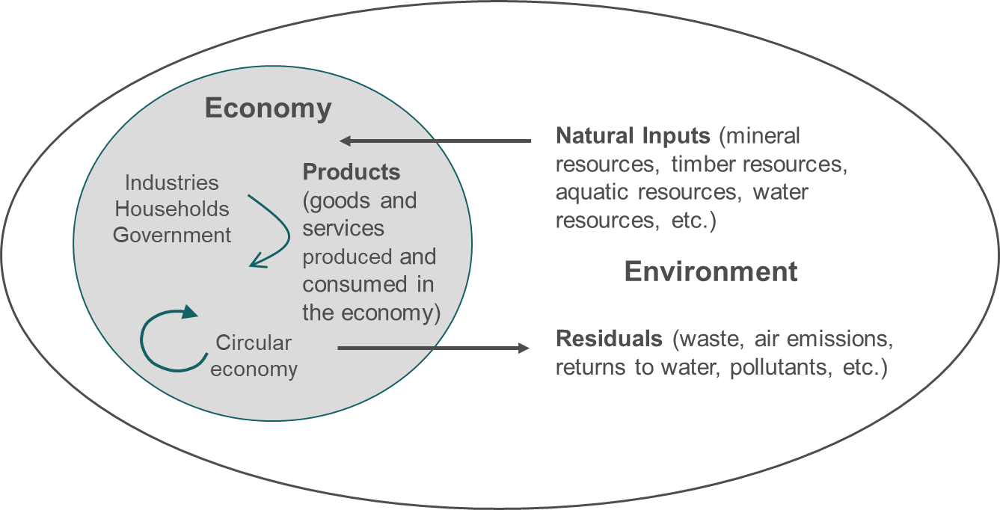 Economy
Industries
Households
Government
Products
(goods and
services
produced and
consumed in
the economy)
Circular
economy
Natural Inputs (mineral
resources, timber resources,
aquatic resources, water
resources, etc.)
Environment
Residuals (waste, air emissions,
returns to water, pollutants, etc.)